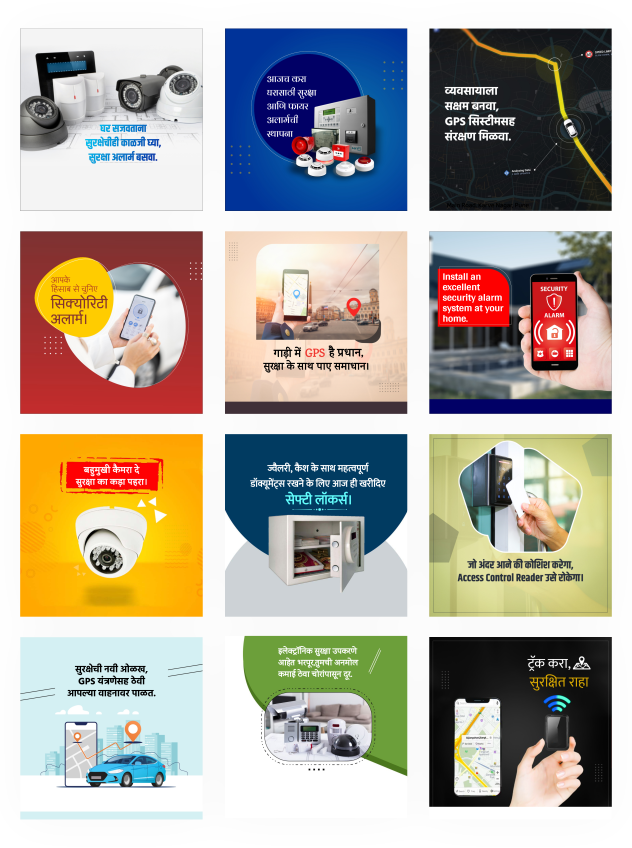 घर सजवताना
सुरक्षेचीही काळजी घ्या,
सुरक्षा अलार्म बसवा.
आजच करा
घरासाठी सुरक्षा
आणि फायर
अलार्मची
स्थापना
व्यवसायाला
सक्षम बनवा,
GPS सिस्टीमसह
संरक्षण मिळवा.
आपके
हिसाब से चुनिए
सिक्योरिटी
अलार्म।
गाड़ी में GPS है प्रधान,
सुरक्षा के साथ पाए समाधान।
Install an
excellent
security alarm
system at your
home.
SECURITY
ALARM
बहुमुखी कैमरा दे
सुरक्षा का कड़ा पहरा।
ज्वैलरी, कैश के साथ महत्वपूर्ण
डॉक्यूमेंट्स रखने के लिए आज ही खरीदिए
सेफ्टी लॉकर्स।
जो अंदर आने की कोशिश करेगा,
Access Control Reader उसे रोकेगा।
सुरक्षेची नवी ओळख,
GPS यंत्रणेसह ठेवी
आपल्या वाहनावर पाळत.
इलेक्ट्रॉनिक सुरक्षा उपकरणे
आहेत भरपूर,तुमची अनमोल
कमाई ठेवा चोरांपासून दूर.
ट्रॅक करा,
सुरक्षित राहा